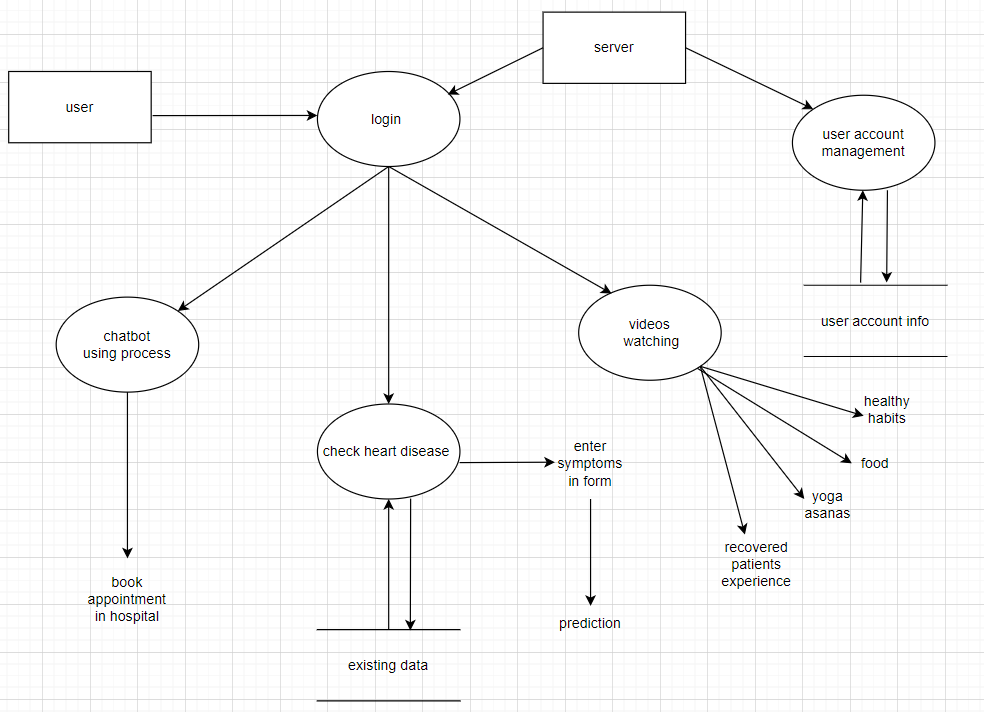 server
user
login
user account
management
user account info
chatbot
using process
videos
watching
healthy
habits
check heart disease
enter
symptoms
in form
food
yoga
asanas
recovered
patients
experience
book
appointment
in hospital
prediction
existing data